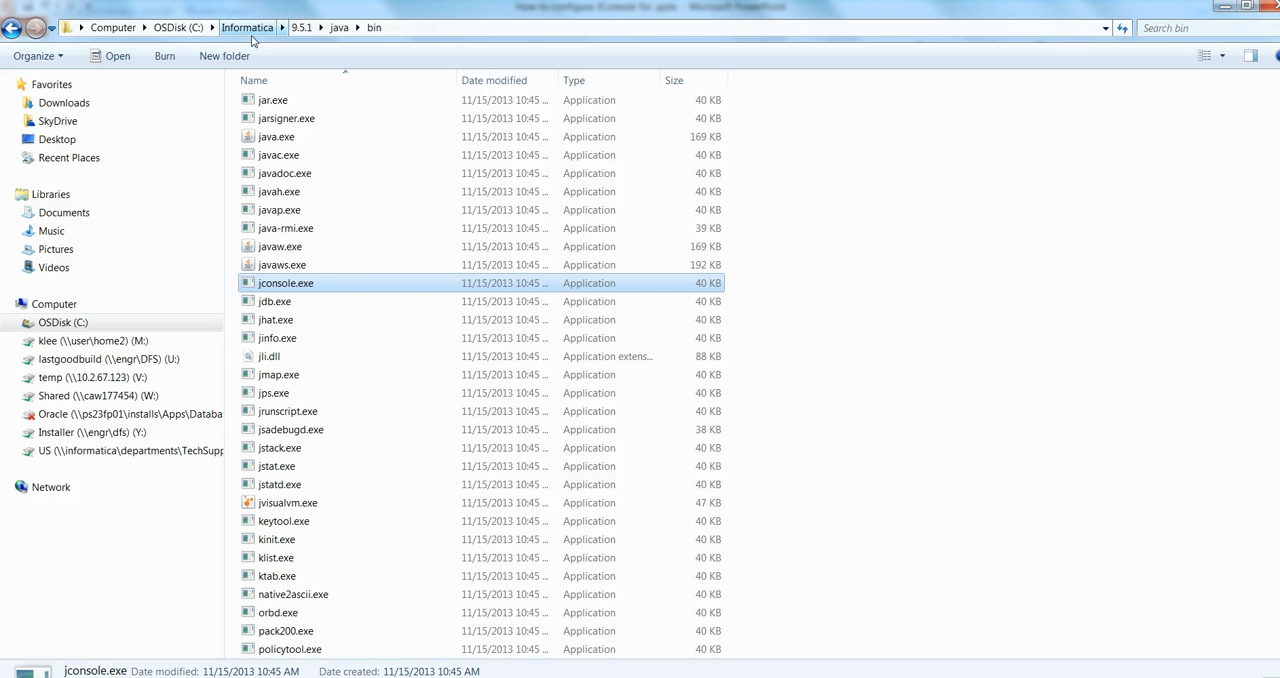 How to configure JConsole for .pptx - Microsoft PowerPoint
Computer OSDisk (C:) Informatica 9.5.1 java bin
Search bin
Organize Open Burn New folder
Name Date modified Type Size
Favorites
Downloads
SkyDrive
Desktop
Recent Places
Libraries
Documents
Music
Pictures
Videos
Computer
OSDisk (C:)
klee (\\user\home2) (M:)
lastgoodbuild (\\engr\DFS) (U:)
temp (\\10.2.67.123) (V:)
Shared (\\caw177454) (W:)
Oracle (\\ps23fp01\installs\Apps\Databa
Installer (\\engr\dfs) (Y:)
US (\\informatica\departments\TechSupp
Network
jar.exe 11/15/2013 10:45 ... Application 40 KB
jarsigner.exe 11/15/2013 10:45 ... Application 40 KB
java.exe 11/15/2013 10:45 ... Application 169 KB
javac.exe 11/15/2013 10:45 ... Application 40 KB
javadoc.exe 11/15/2013 10:45 ... Application 40 KB
javah.exe 11/15/2013 10:45 ... Application 40 KB
javap.exe 11/15/2013 10:45 ... Application 40 KB
java-rmi.exe 11/15/2013 10:45 ... Application 39 KB
javaw.exe 11/15/2013 10:45 ... Application 169 KB
javaws.exe 11/15/2013 10:45 ... Application 192 KB
jconsole.exe 11/15/2013 10:45 ... Application 40 KB
jdb.exe 11/15/2013 10:45 ... Application 40 KB
jhat.exe 11/15/2013 10:45 ... Application 40 KB
jinfo.exe 11/15/2013 10:45 ... Application 40 KB
jli.dll 11/15/2013 10:45 ... Application extens... 88 KB
jmap.exe 11/15/2013 10:45 ... Application 40 KB
jps.exe 11/15/2013 10:45 ... Application 40 KB
jrunscript.exe 11/15/2013 10:45 ... Application 40 KB
jsadebugd.exe 11/15/2013 10:45 ... Application 38 KB
jstack.exe 11/15/2013 10:45 ... Application 40 KB
jstat.exe 11/15/2013 10:45 ... Application 40 KB
jstatd.exe 11/15/2013 10:45 ... Application 40 KB
jvisualvm.exe 11/15/2013 10:45 ... Application 47 KB
keytool.exe 11/15/2013 10:45 ... Application 40 KB
kinit.exe 11/15/2013 10:45 ... Application 40 KB
klist.exe 11/15/2013 10:45 ... Application 40 KB
ktab.exe 11/15/2013 10:45 ... Application 40 KB
native2ascii.exe 11/15/2013 10:45 ... Application 40 KB
orbd.exe 11/15/2013 10:45 ... Application 40 KB
pack200.exe 11/15/2013 10:45 ... Application 40 KB
policytool.exe 11/15/2013 10:45 ... Application 40 KB
jconsole.exe Date modified: 11/15/2013 10:45 AM Date created: 11/15/2013 10:45 AM